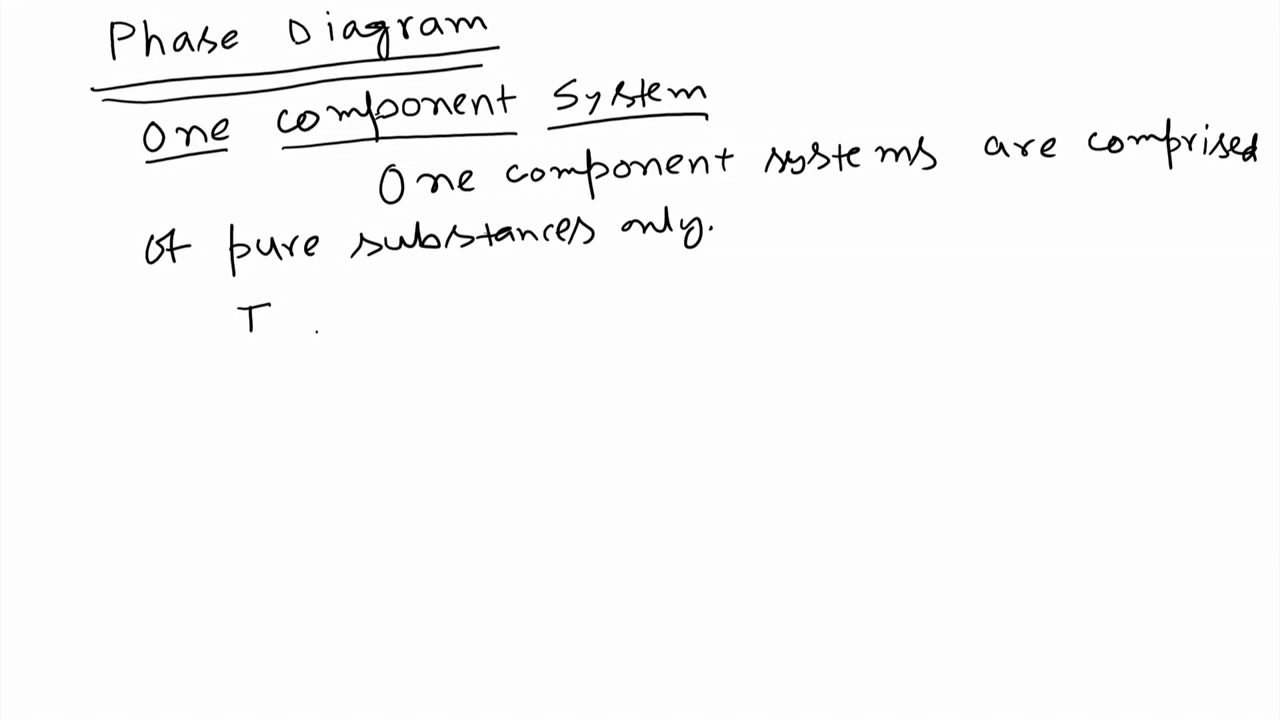 Phase Diagram
One component System
One component systems are comprised
of pure substances only.
T